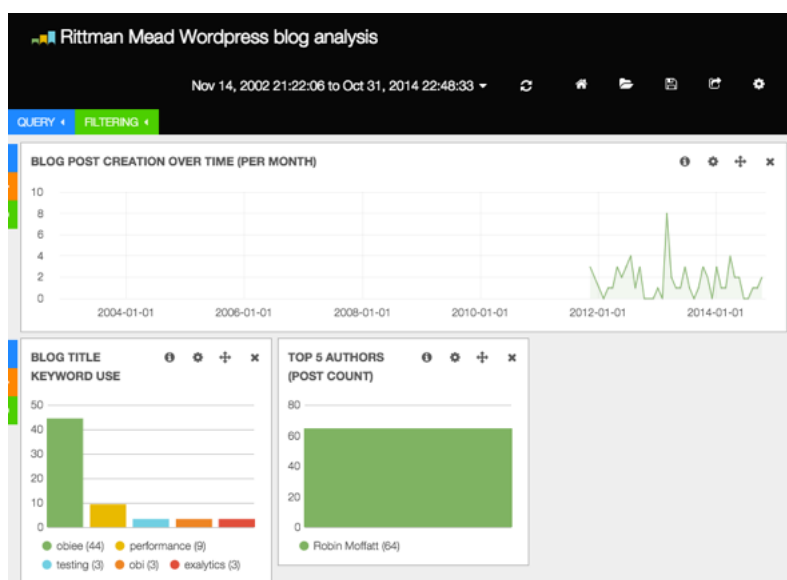 Rittman Mead Wordpress blog analysis
Nov 14, 2002 21:22:06 to Oct 31, 2014 22:48:33
QUERY FILTERING
BLOG POST CREATION OVER TIME (PER MONTH)
10
8
6
4
2
0
2004-01-01 2006-01-01 2008-01-01 2010-01-01 2012-01-01 2014-01-01
BLOG TITLE
KEYWORD USE
50
40
30
20
10
0
obiee (44) performance (9)
testing (3) obi (3) exalytics (3)
TOP 5 AUTHORS
(POST COUNT)
80
60
40
20
0
Robin Moffatt (64)